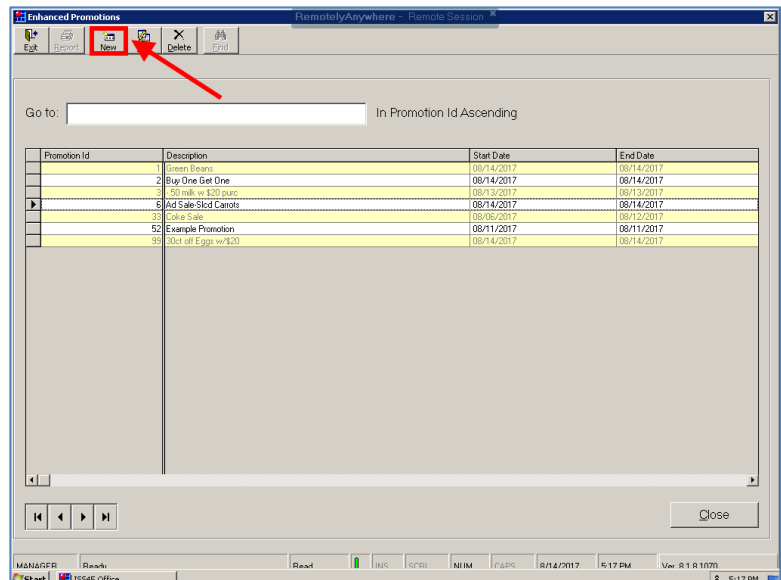 Enhanced Promotions RemotelyAnywhere - Remote Session
Exit Report New Delete Find
Go to: In Promotion Id Ascending
Promotion Id Description Start Date End Date
1 Green Beans 08/14/2017 08/14/2017
2 Buy One Get One 08/14/2017 08/14/2017
3 -.50 milk w $20 purc 08/13/2017 08/13/2017
6 Ad Sale-Slcd Carrots 08/14/2017 08/14/2017
33 Coke Sale 08/06/2017 08/12/2017
52 Example Promotion 08/11/2017 08/11/2017
99 30ct off Eggs w/$20 08/14/2017 08/14/2017
Close
MANAGER Ready Read INS SCRL NUM CAPS 8/14/2017 5:17 PM Ver. 8.1.8.1070
Start ISS45 Office 5:17 PM